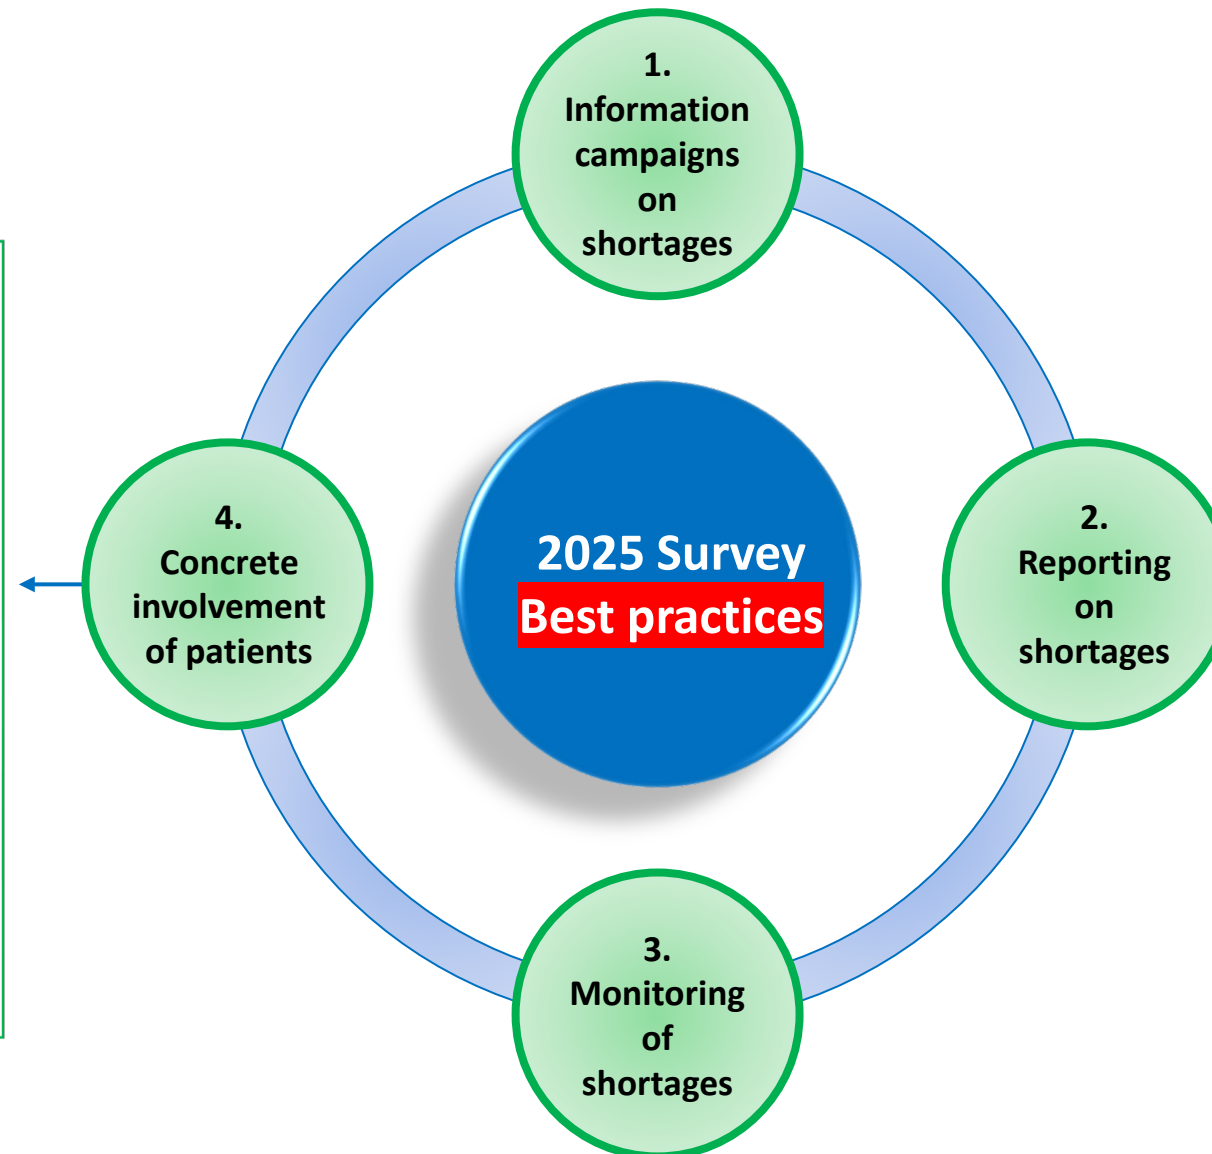 1.
Information
campaigns
on
shortages
2025 Survey
Best practices
2.
Reporting
on
shortages
3.
Monitoring
of
shortages
4.
Concrete
involvement
of patients